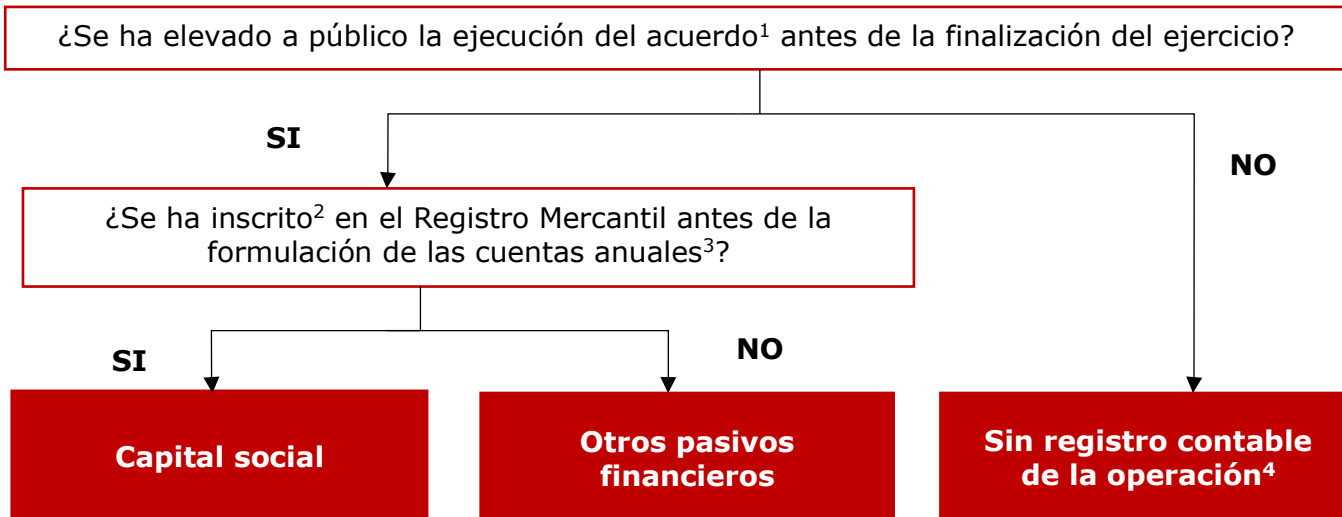 ¿Se ha elevado a público la ejecución del acuerdo¹ antes de la finalización del ejercicio?
SI
NO
¿Se ha inscrito² en el Registro Mercantil antes de la
formulación de las cuentas anuales³?
SI
NO
Capital social
Otros pasivos
financieros
Sin registro contable
de la operación⁴